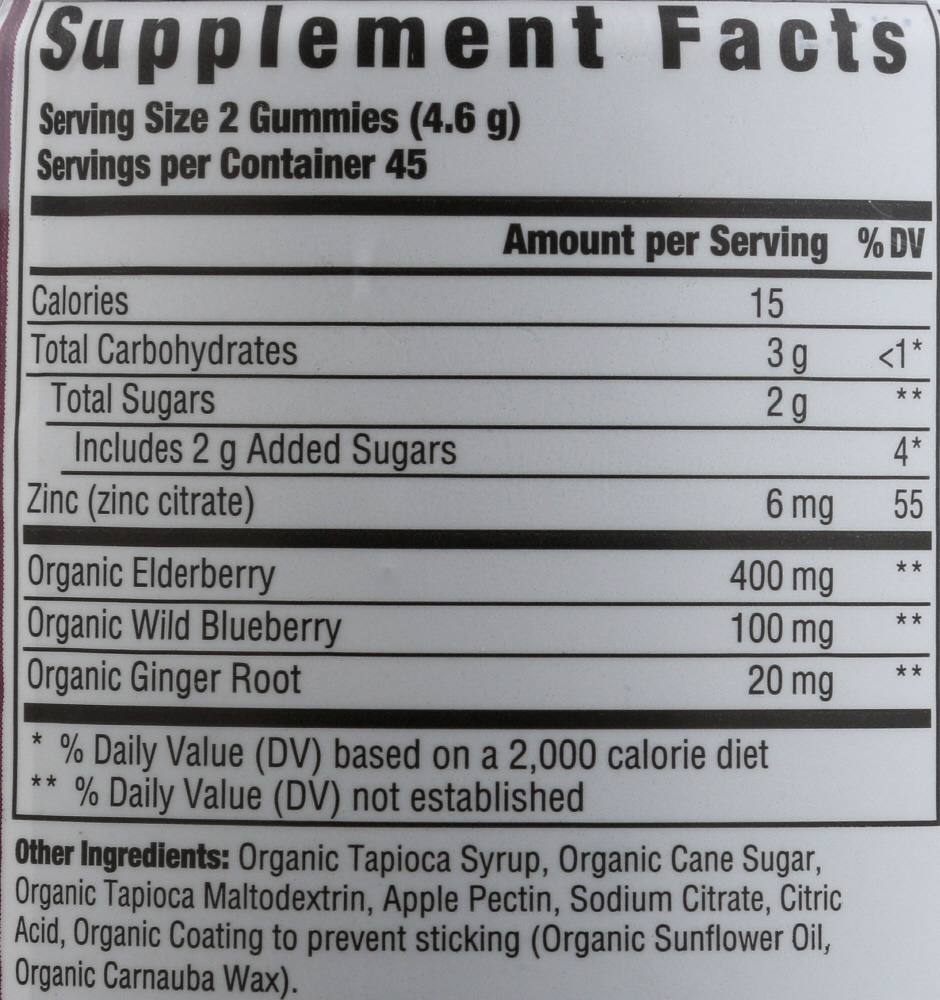 Supplement Facts
Serving Size 2 Gummies (4.6 g)
Servings per Container 45
Amount per Serving % DV
Calories 15
Total Carbohydrates 3 g <1*
Total Sugars 2 g **
Includes 2 g Added Sugars 4*
Zinc (zinc citrate) 6 mg 55
Organic Elderberry 400 mg **
Organic Wild Blueberry 100 mg **
Organic Ginger Root 20 mg **
* % Daily Value (DV) based on a 2,000 calorie diet
** % Daily Value (DV) not established
Other Ingredients: Organic Tapioca Syrup, Organic Cane Sugar,
Organic Tapioca Maltodextrin, Apple Pectin, Sodium Citrate, Citric
Acid, Organic Coating to prevent sticking (Organic Sunflower Oil,
Organic Carnauba Wax).